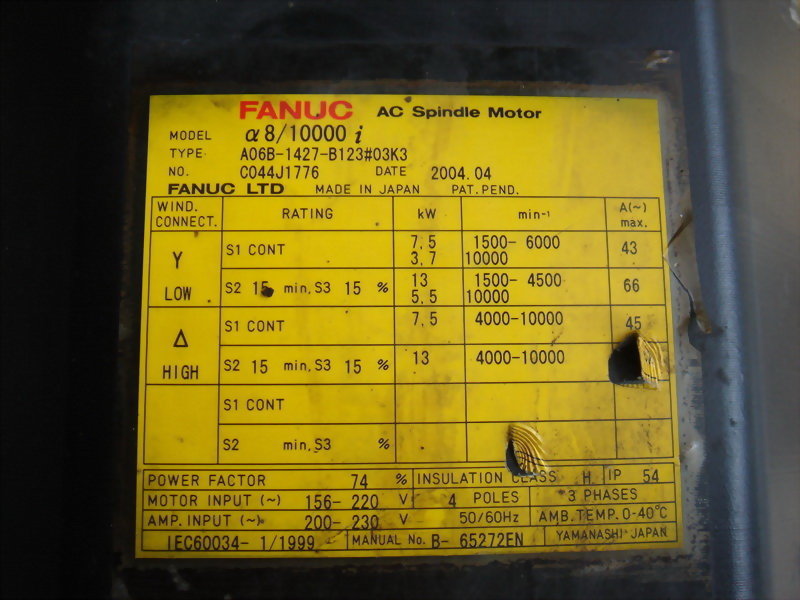 FANUC AC Spindle Motor
MODEL α8/10000i
TYPE: A06B-1427-B123#03K3
NO. C044J1776 DATE 2004.04
FANUC LTD MADE IN JAPAN PAT.PEND.
WIND. CONNECT. RATING kW min-1 A(~) max.
Y LOW
S1 CONT 7.5 1500- 6000 43
3.7 10000
S2 15 min, S3 15 % 13 1500- 4500 66
5.5 10000
Δ HIGH
S1 CONT 7.5 4000-10000 45
S2 15 min, S3 15 % 13 4000-10000
S1 CONT
S2 min, S3 %
POWER FACTOR 74 % INSULATION CLASS H IP 54
MOTOR INPUT (~) 156- 220 V 4 POLES 3 PHASES
AMP. INPUT (~) 200- 230 V 50/60Hz AMB. TEMP. 0-40°C
IEC60034- 1/1999 MANUAL No. B- 65272EN YAMANASHI JAPAN